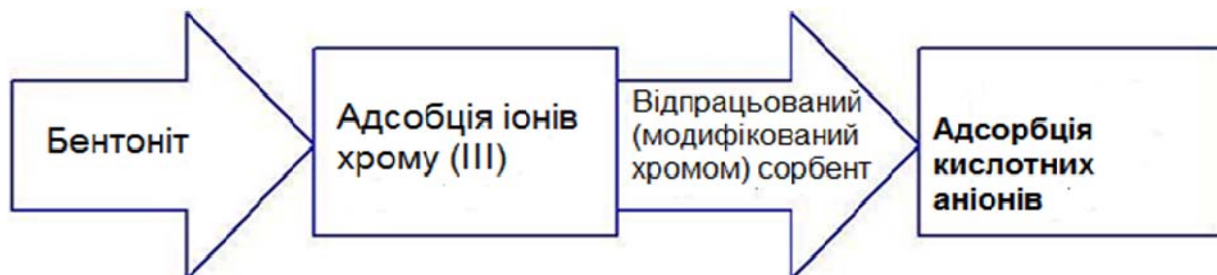 Бентоніт
Адсобція іонів
хрому (III)
Відпрацьований
(модифікований
хромом) сорбент
Адсорбція
кислотних
аніонів